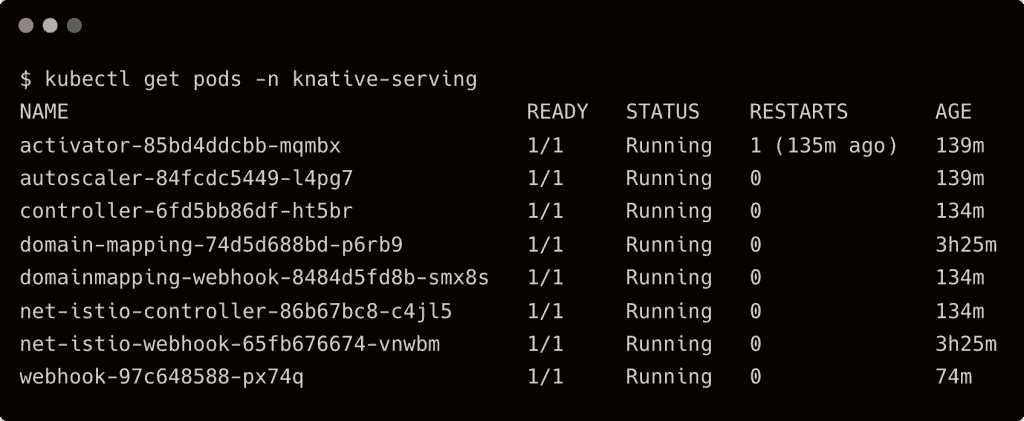 $ kubectl get pods -n knative-serving
NAME READY STATUS RESTARTS AGE
activator-85bd4ddcbb-mqmbx 1/1 Running 1 (135m ago) 139m
autoscaler-84fcdc5449-l4pg7 1/1 Running 0 139m
controller-6fd5bb86df-ht5br 1/1 Running 0 134m
domain-mapping-74d5d688bd-p6rb9 1/1 Running 0 3h25m
domainmapping-webhook-8484d5fd8b-smx8s 1/1 Running 0 134m
net-istio-controller-86b67bc8-c4jl5 1/1 Running 0 134m
net-istio-webhook-65fb676674-vnwbm 1/1 Running 0 3h25m
webhook-97c648588-px74q 1/1 Running 0 74m